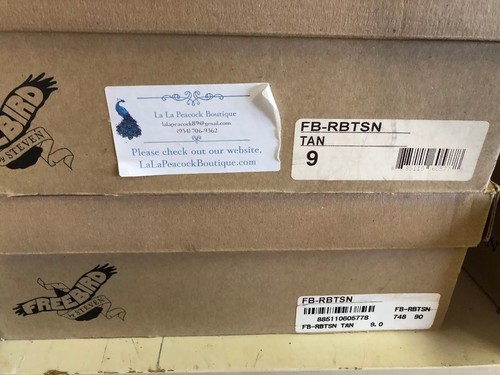 FREEBIRD
by STEVEN
La La Peacock Boutique
lalapeacock89@gmail.com
(951) 706-9362
Please check out our website,
LaLaPeacockBoutique.com
FB-RBTSN
TAN
9
FREEBIRD
by STEVEN
FB-RBTSN
885110605778
FB-RBTSN TAN 9.0
FB-RBTSN
748 90